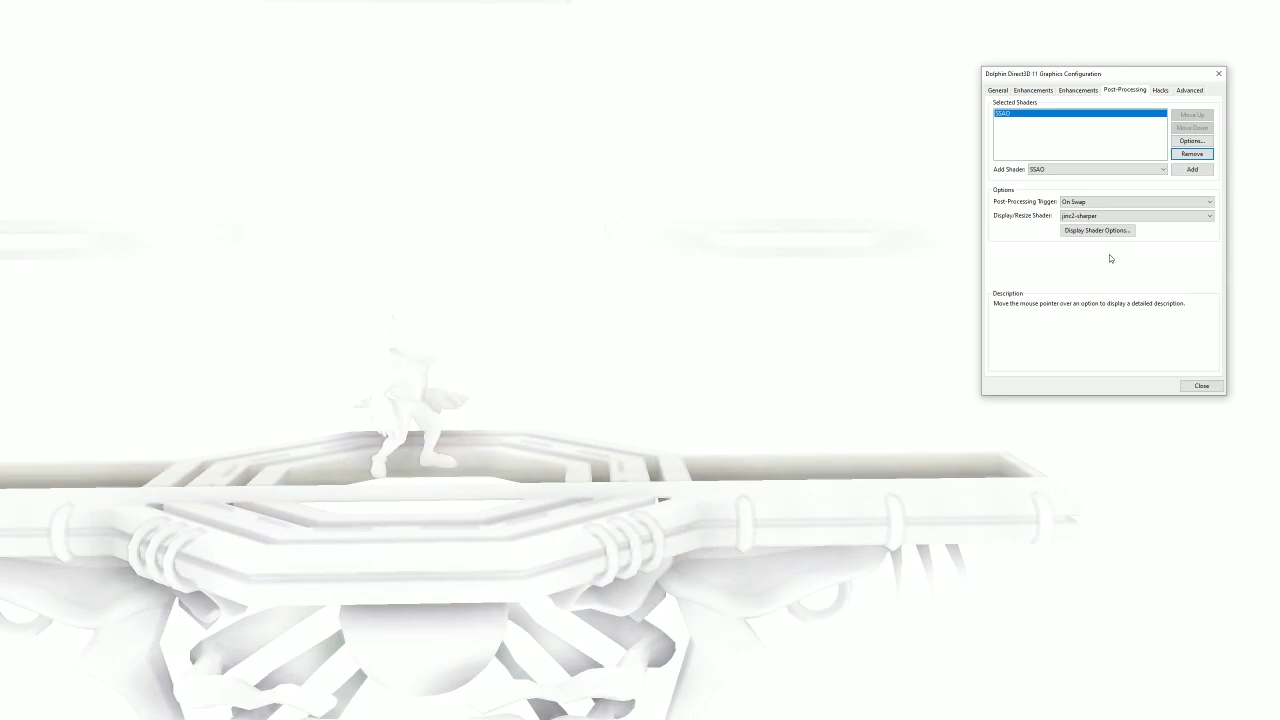 Dolphin Direct3D 11 Graphics Configuration
General Enhancements Enhancements Post-Processing Hacks Advanced
Selected Shaders
SSAO
Move Up
Move Down
Options...
Remove
Add Shader: SSAO Add
Options
Post-Processing Trigger: On Swap
Display/Resize Shader: jinc2-sharper
Display Shader Options...
Description
Move the mouse pointer over an option to display a detailed description.
Close